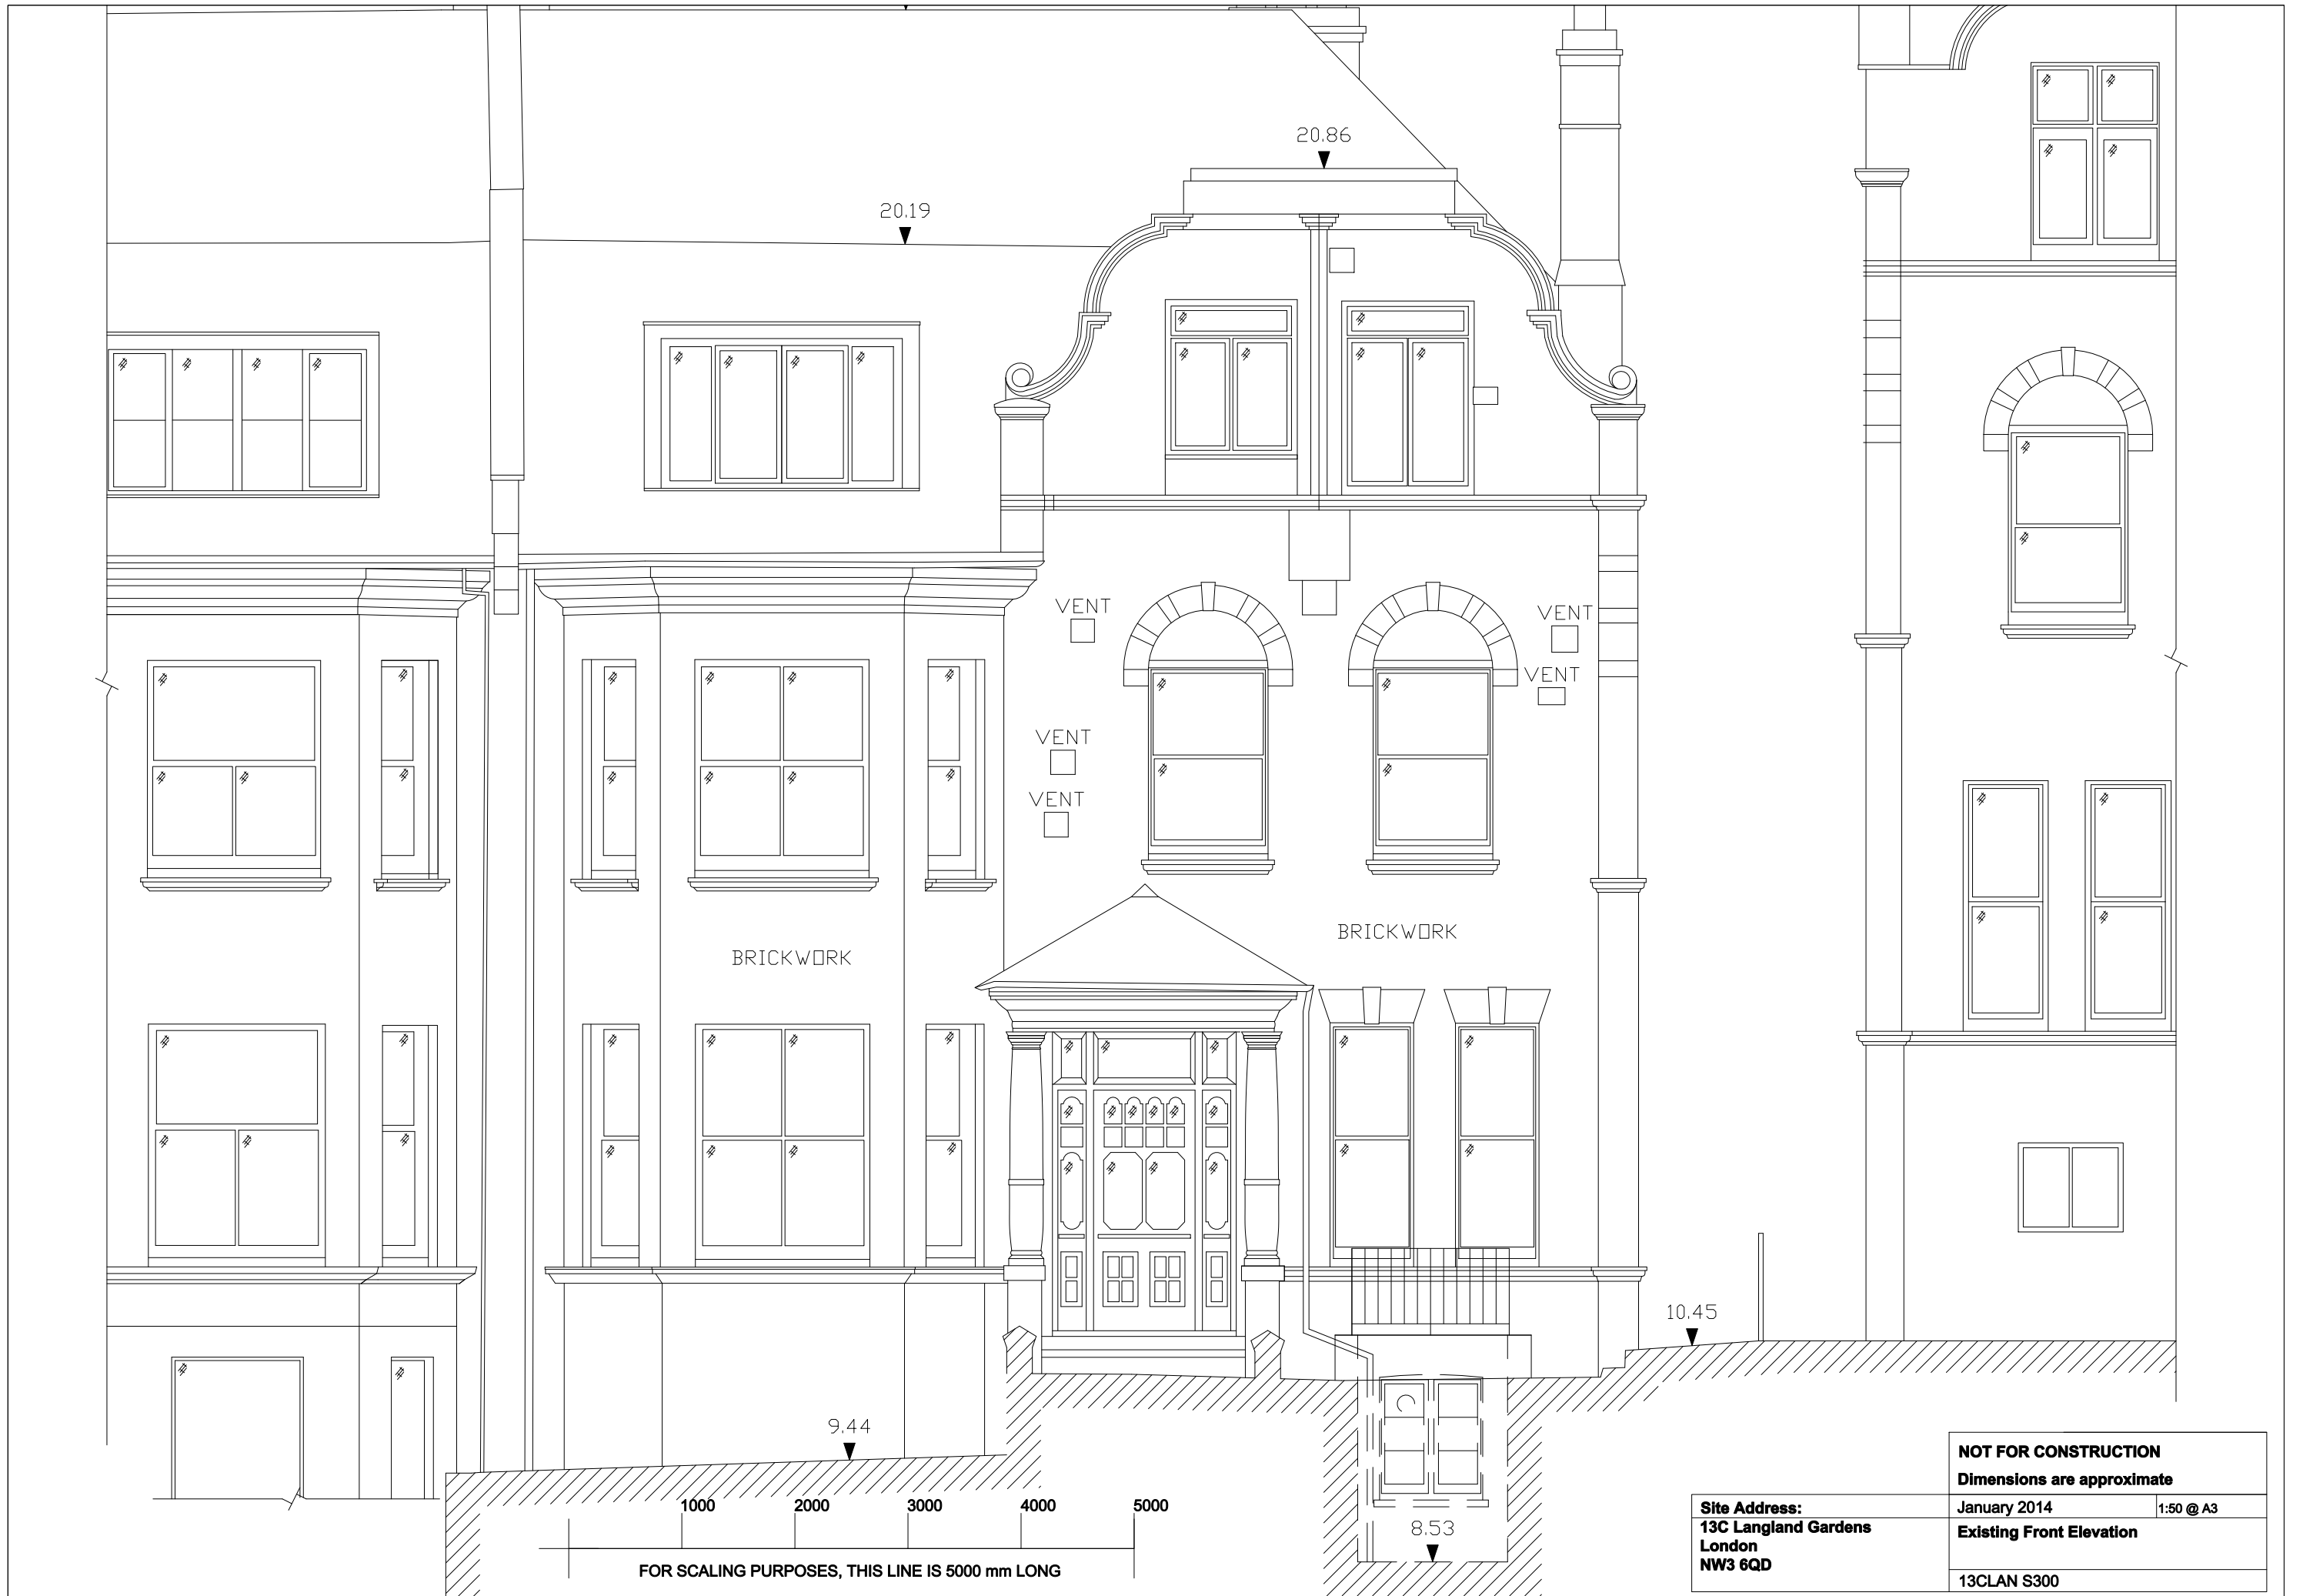 20.86
20.19
VENT
VENT
VENT
VENT
VENT
BRICKWORK
BRICKWORK
10.45
9.44
8.53
1000 2000 3000 4000 5000
FOR SCALING PURPOSES, THIS LINE IS 5000 mm LONG
NOT FOR CONSTRUCTION
Dimensions are approximate
Site Address:
January 2014
1:50 @ A3
13C Langland Gardens
London
NW3 6QD
Existing Front Elevation
13CLAN S300